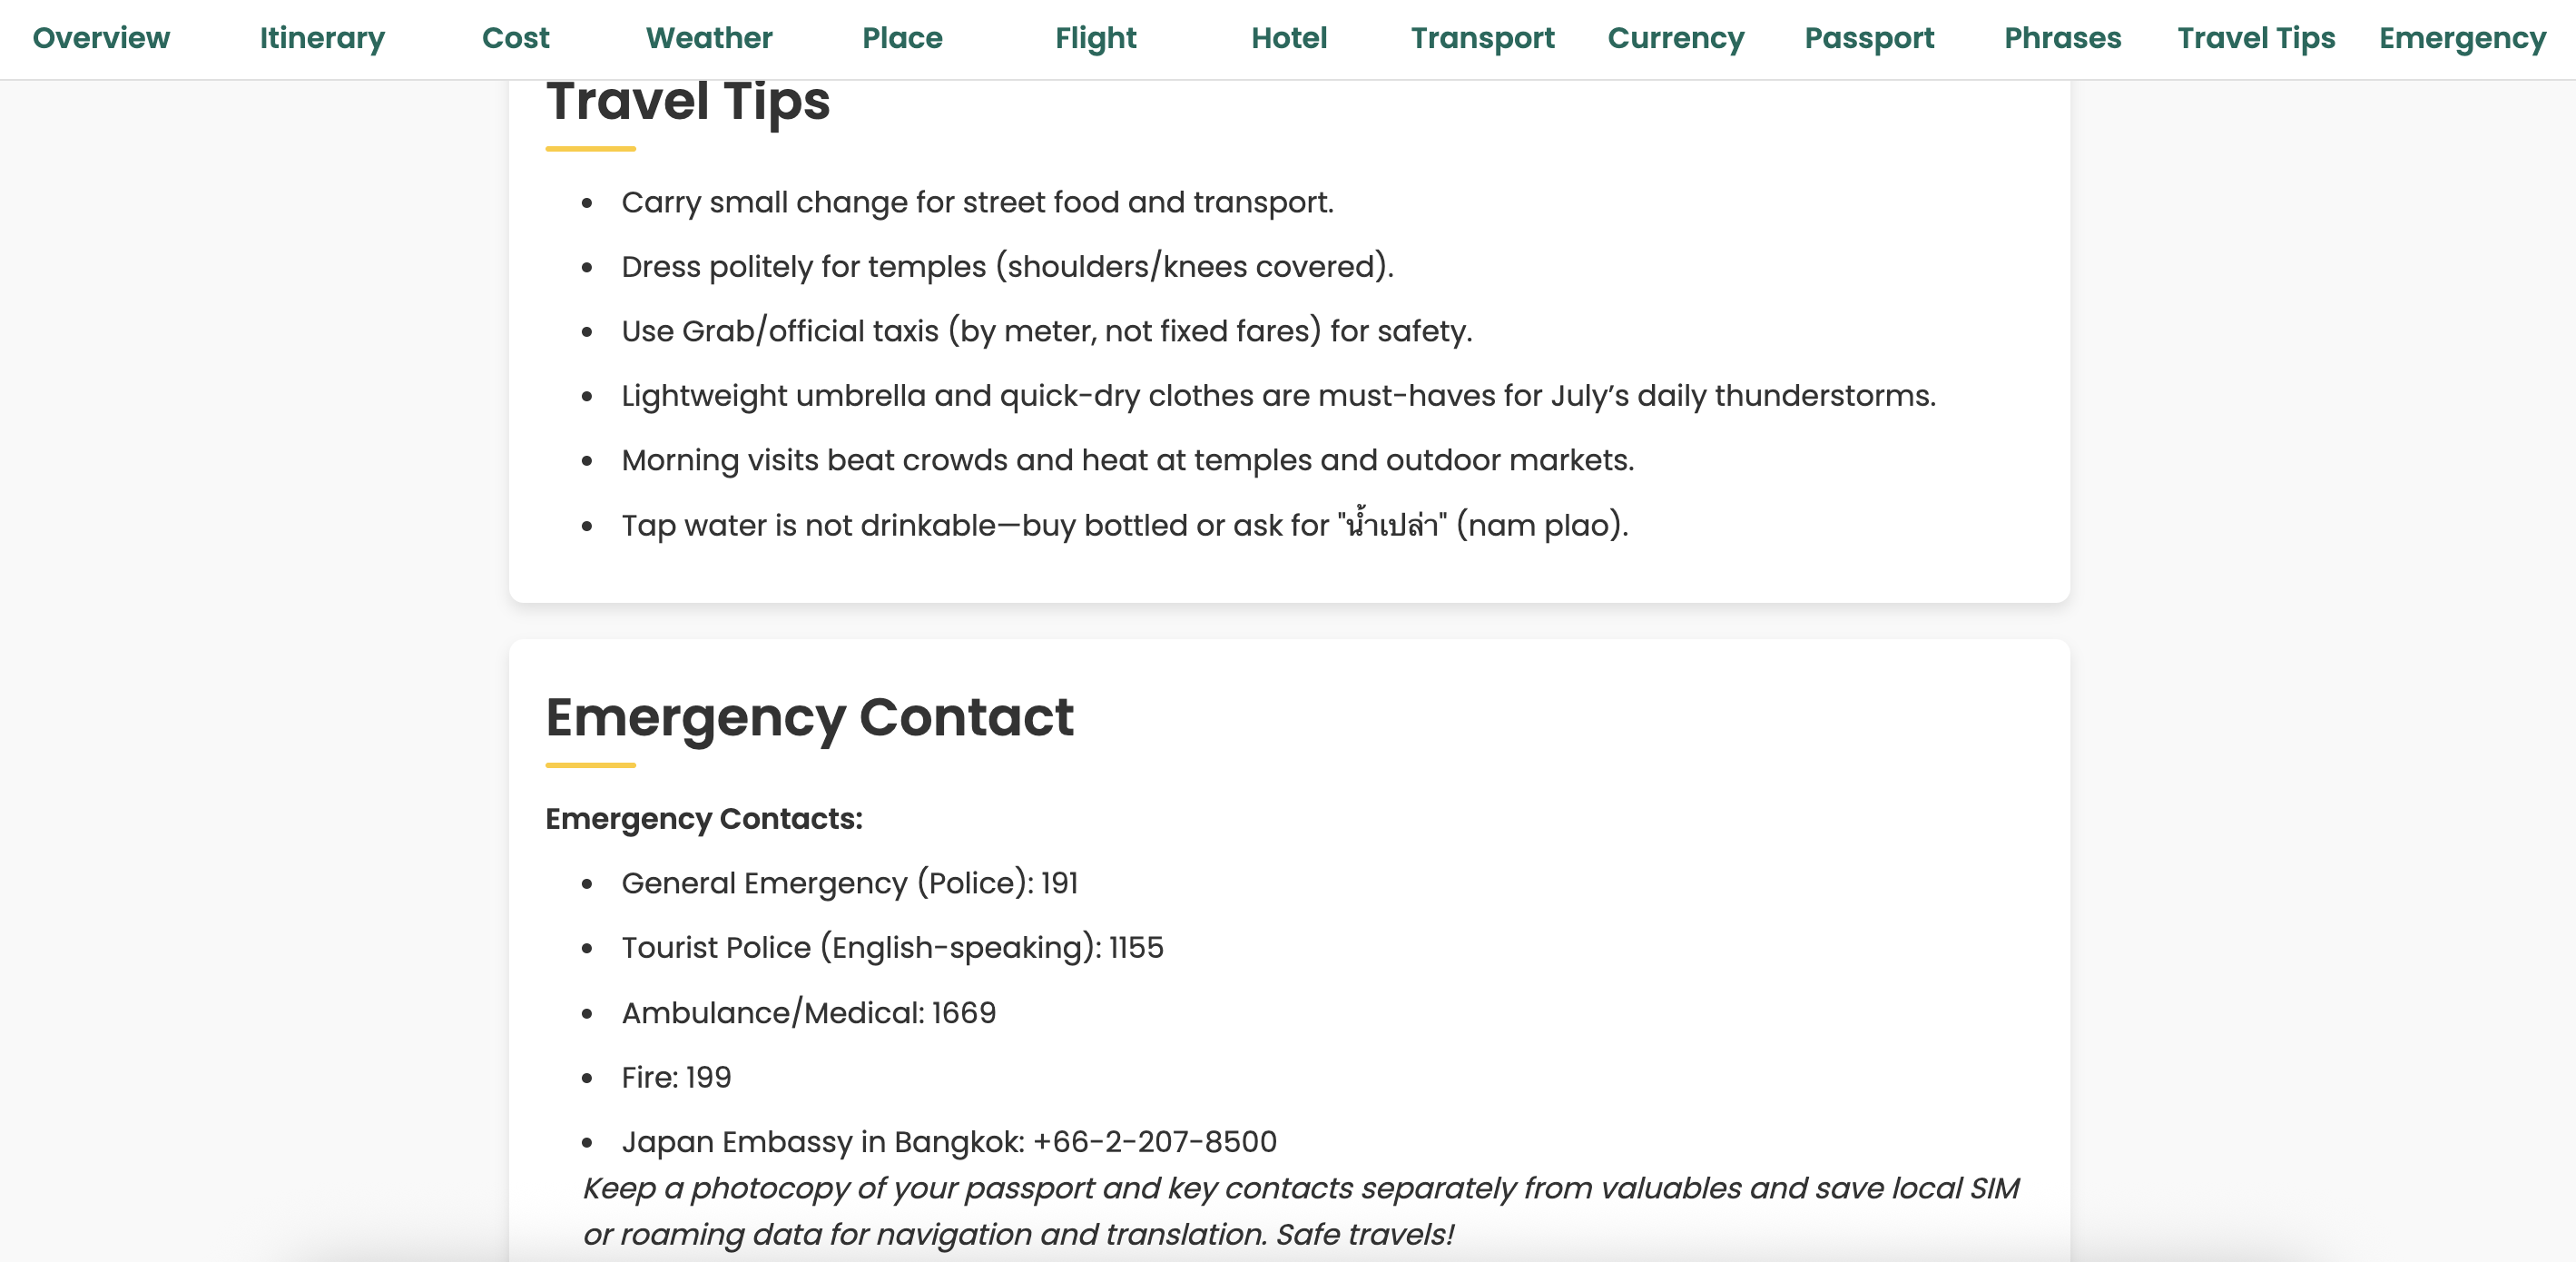 Overview Itinerary Cost Weather Place Flight Hotel Transport Currency Passport Phrases Travel Tips Emergency
Travel Tips
• Carry small change for street food and transport.
• Dress politely for temples (shoulders/knees covered).
• Use Grab/official taxis (by meter, not fixed fares) for safety.
• Lightweight umbrella and quick-dry clothes are must-haves for July’s daily thunderstorms.
• Morning visits beat crowds and heat at temples and outdoor markets.
• Tap water is not drinkable—buy bottled or ask for "น้ำเปล่า" (nam plao).
Emergency Contact
Emergency Contacts:
• General Emergency (Police): 191
• Tourist Police (English-speaking): 1155
• Ambulance/Medical: 1669
• Fire: 199
• Japan Embassy in Bangkok: +66-2-207-8500
Keep a photocopy of your passport and key contacts separately from valuables and save local SIM
or roaming data for navigation and translation. Safe travels!